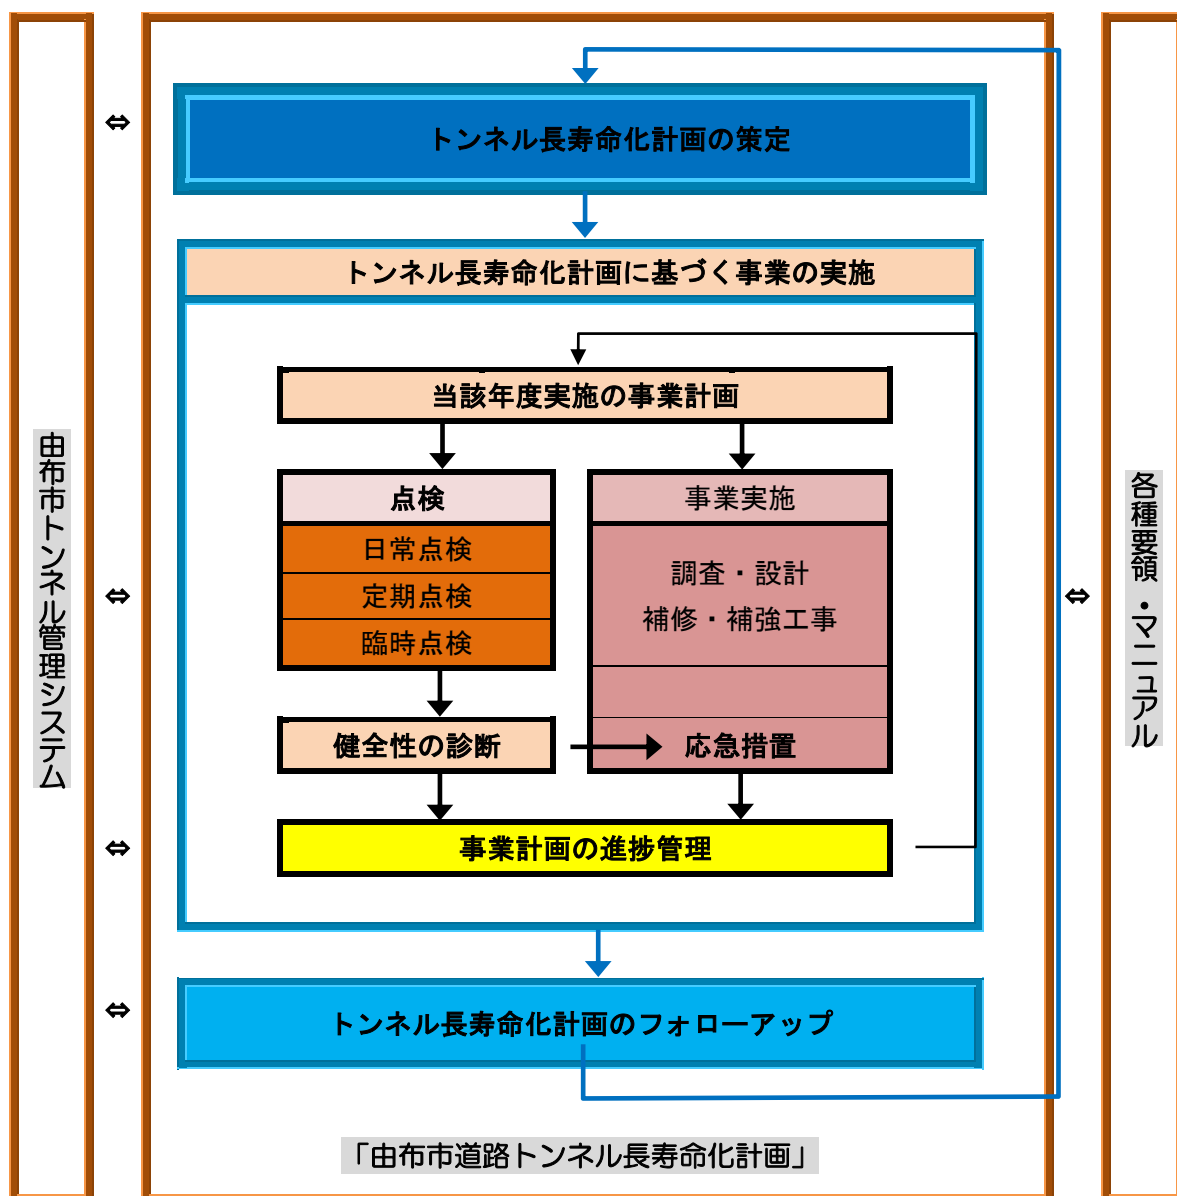 トンネル長寿命化計画の策定
トンネル長寿命化計画に基づく事業の実施
当該年度実施の事業計画
点検
日常点検
定期点検
臨時点検
事業実施
調査・設計
補修・補強工事
健全性の診断
応急措置
事業計画の進捗管理
トンネル長寿命化計画のフォローアップ
「由布市道路トンネル長寿命化計画」
由布市トンネル管理システム
各種要領・マニュアル